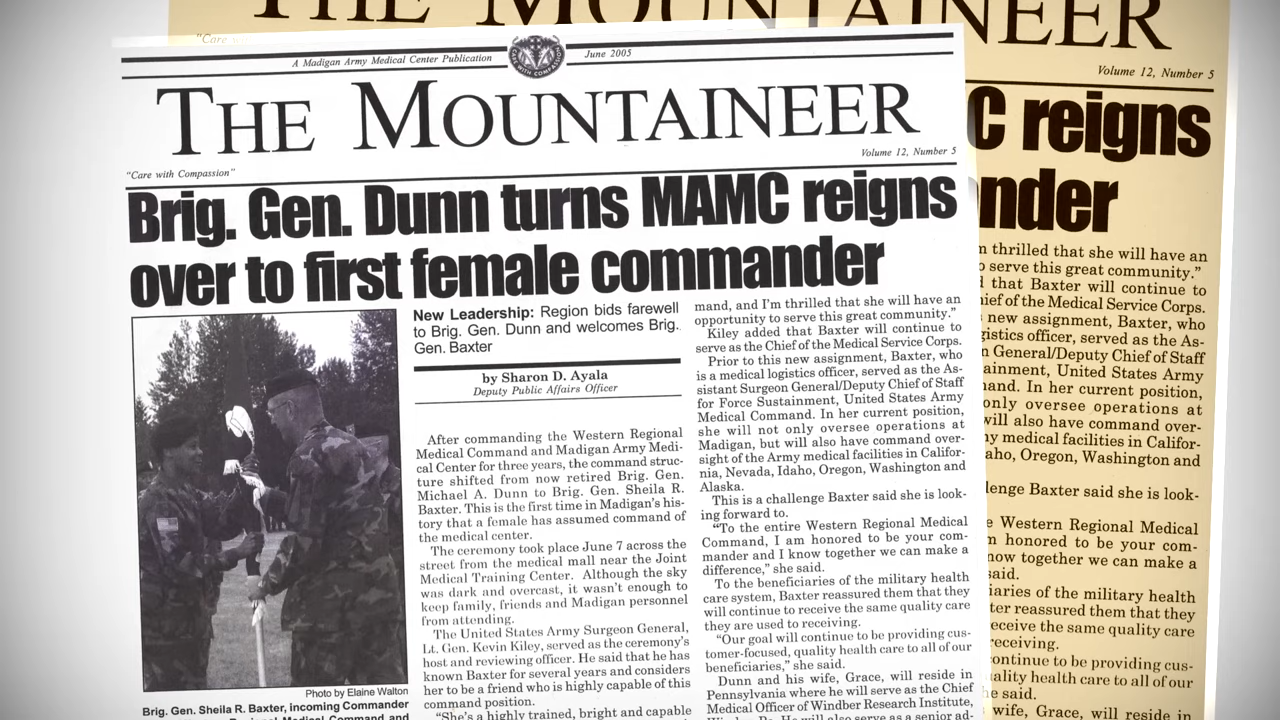 A Madigan Army Medical Center Publication
June 2005
THE MOUNTAINEER
"Care with Compassion"
Volume 12, Number 5
Brig. Gen. Dunn turns MAMC reigns
over to first female commander
New Leadership: Region bids farewell
to Brig. Gen. Dunn and welcomes Brig.
Gen. Baxter
by Sharon D. Ayala
Deputy Public Affairs Officer
After commanding the Western Regional
Medical Command and Madigan Army Medi-
cal Center for three years, the command struc-
ture shifted from now retired Brig. Gen.
Michael A. Dunn to Brig. Gen. Sheila R.
Baxter. This is the first time in Madigan's his-
tory that a female has assumed command of
the medical center.
The ceremony took place June 7 across the
street from the medical mall near the Joint
Medical Training Center. Although the sky
was dark and overcast, it wasn't enough to
keep family, friends and Madigan personnel
from attending.
The United States Army Surgeon General,
Lt. Gen. Kevin Kiley, served as the ceremony's
host and reviewing officer. He said that he has
known Baxter for several years and considers
her to be a friend who is highly capable of this
command position.
"She's a highly trained, bright and capable
mand, and I'm thrilled that she will have an
opportunity to serve this great community."
Kiley added that Baxter will continue to
serve as the Chief of the Medical Service Corps.
Prior to this new assignment, Baxter, who
is a medical logistics officer, served as the As-
sistant Surgeon General/Deputy Chief of Staff
for Force Sustainment, United States Army
Medical Command. In her current position,
she will not only oversee operations at
Madigan, but will also have command over-
sight of the Army medical facilities in Califor-
nia, Nevada, Idaho, Oregon, Washington and
Alaska.
This is a challenge Baxter said she is look-
ing forward to.
"To the entire Western Regional Medical
Command, I am honored to be your com-
mander and I know together we can make a
difference," she said.
To the beneficiaries of the military health
care system, Baxter reassured them that they
will continue to receive the same quality care
they are used to receiving.
"Our goal will continue to be providing cus-
tomer-focused, quality health care to all of our
beneficiaries," she said.
Dunn and his wife, Grace, will reside in
Pennsylvania where he will serve as the Chief
Medical Officer of Windber Research Institute,
He will also serve as a senior ad-
Photo by Elaine Walton
Brig. Gen. Sheila R. Baxter, incoming Commander
Regional Medical Command and
THE MOUNTAINEER
"Care
Volume 12, Number 5
C reigns
nder
thrilled that she will have an
serve this great community."
that Baxter will continue to
hief of the Medical Service Corps.
new assignment, Baxter, who
gistics officer, served as the As-
General/Deputy Chief of Staff
ainment, United States Army
and. In her current position,
only oversee operations at
will also have command over-
y medical facilities in Califor-
aho, Oregon, Washington and
lenge Baxter said she is look-
e Western Regional Medical
honored to be your com-
now together we can make a
said.
iaries of the military health
ter reassured them that they
eceive the same quality care
receiving.
ontinue to be providing cus-
ality health care to all of our
he said.
wife, Grace, will reside in